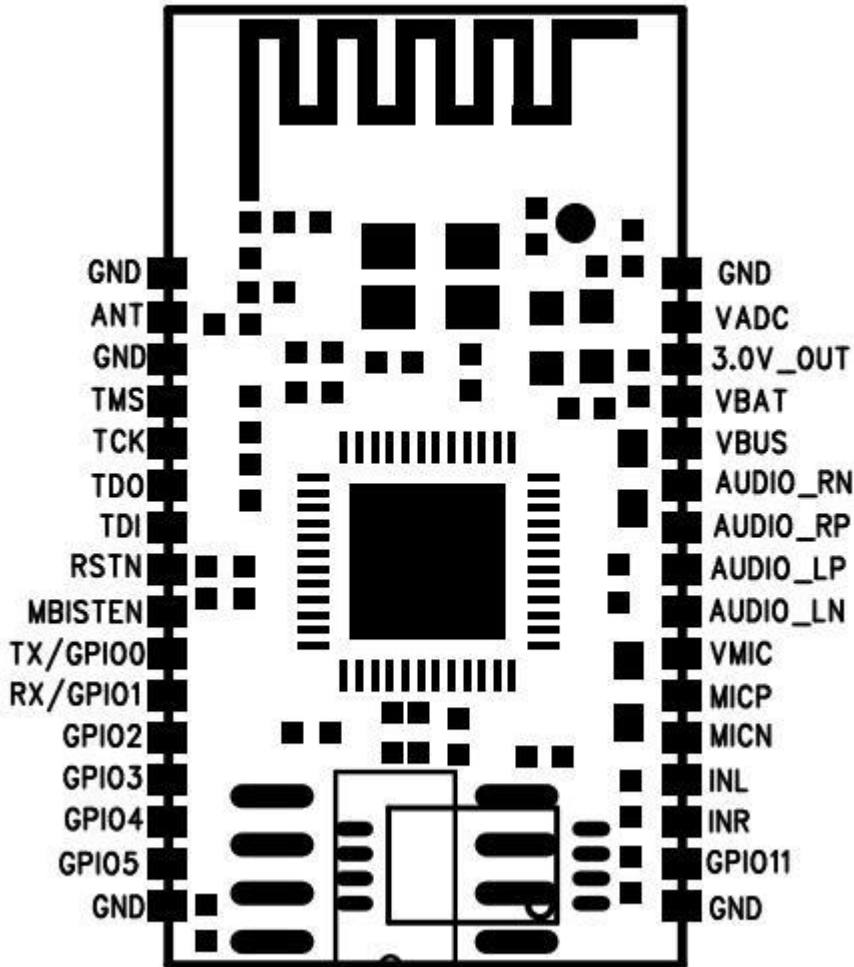 GND
ANT
GND
TMS
TCK
TDO
TDI
RSTN
MBISTEN
TX/GPIO0
RX/GPIO1
GPIO2
GPIO3
GPIO4
GPIO5
GND
GND
VADC
3.0V_OUT
VBAT
VBUS
AUDIO_RN
AUDIO_RP
AUDIO_LP
AUDIO_LN
VMIC
MICP
MICN
INL
INR
GPIO11
GND